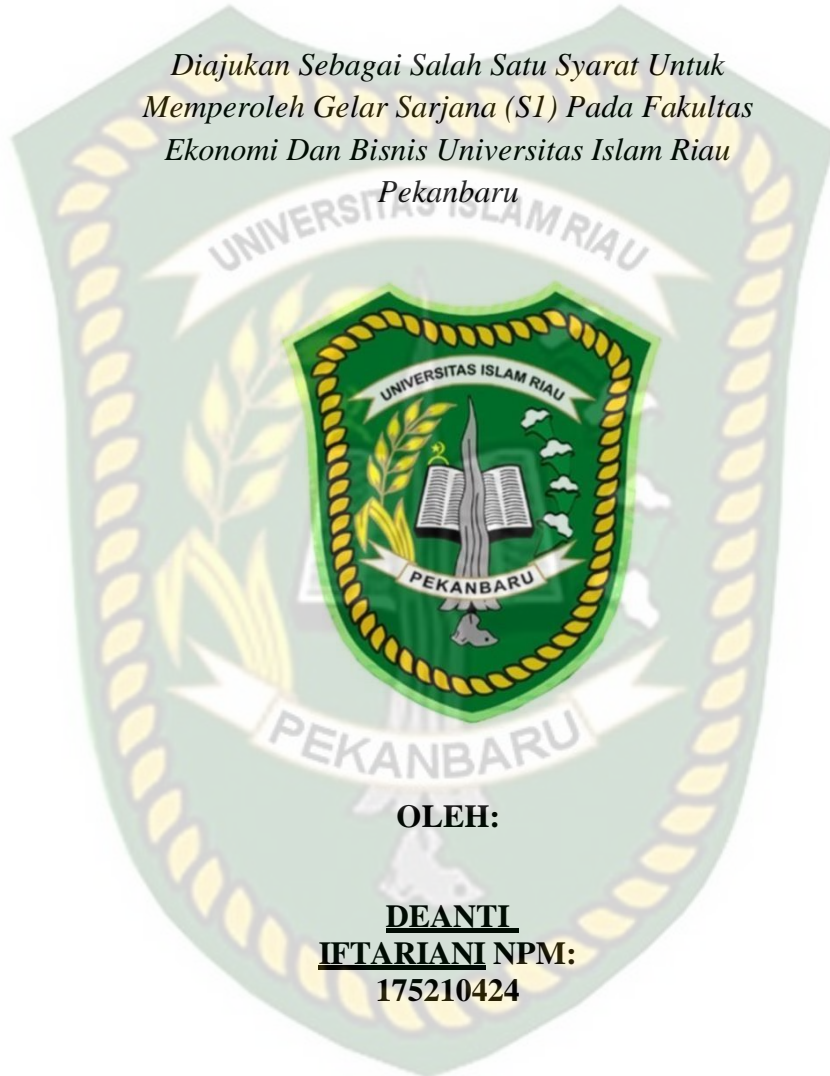 Diajukan Sebagai Salah Satu Syarat Untuk
Memperoleh Gelar Sarjana (S1) Pada Fakultas
Ekonomi Dan Bisnis Universitas Islam Riau
Pekanbaru
UNIVERSITAS ISLAM RIAU
UNIVERSITAS ISLAM RIAU
PEKANBARU
PEKANBARU
OLEH:
DEANTI
IFTARIANI NPM:
175210424